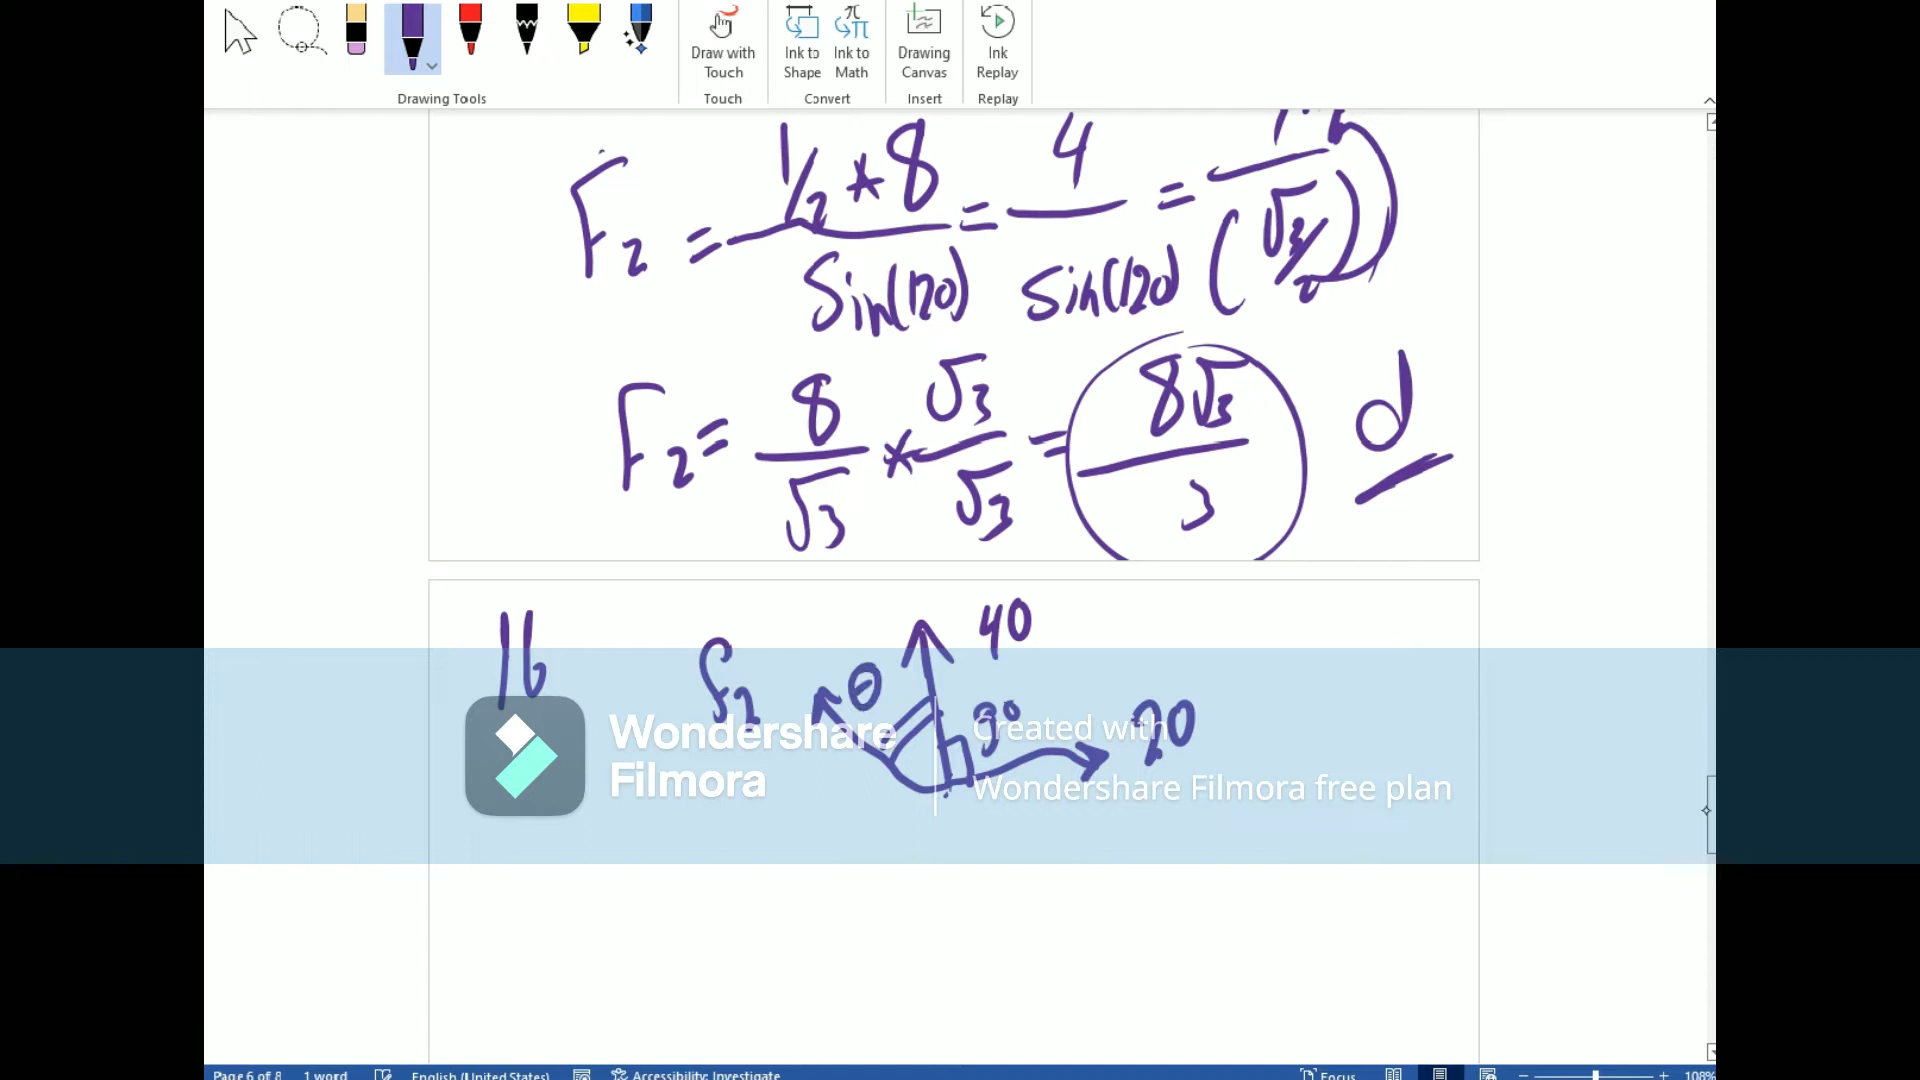 Draw with Touch
Ink to Shape
Ink to Math
Drawing Canvas
Ink Replay
Drawing Tools
Touch
Convert
Insert
Replay
F2 = 1/2 * 8 / Sin(120) = 4 / Sin(120) = / (√3/2)
F2 = 8/√3 * √3/√3 = 8√3/3 d
16
f2 θ 40
20
Wondershare Filmora
Created with
Wondershare Filmora free plan
Page 6 of 8 1 word English (United States) Accessibility: Investigate Focus 108%